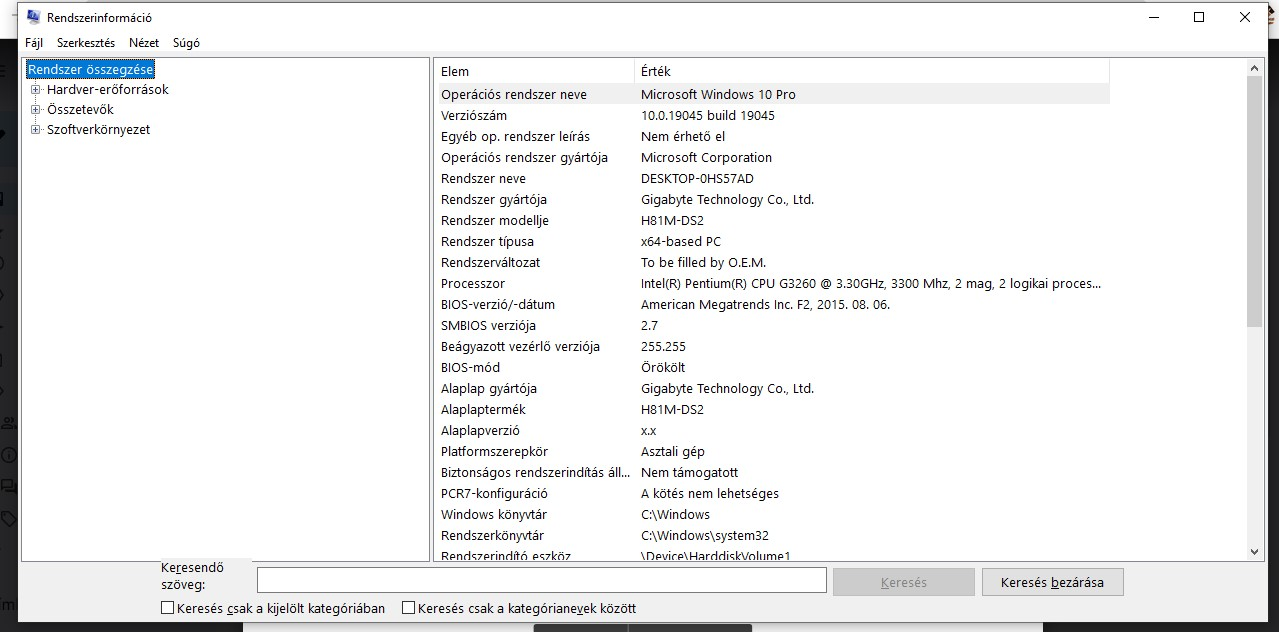 Rendszerinformáció
Fájl Szerkesztés Nézet Súgó
Rendszer összegzése
Hardver-erőforrások
Összetevők
Szoftverkörnyezet
Elem Érték
Operációs rendszer neve Microsoft Windows 10 Pro
Verziószám 10.0.19045 build 19045
Egyéb op. rendszer leírás Nem érhető el
Operációs rendszer gyártója Microsoft Corporation
Rendszer neve DESKTOP-0HS57AD
Rendszer gyártója Gigabyte Technology Co., Ltd.
Rendszer modellje H81M-DS2
Rendszer típusa x64-based PC
Rendszerváltozat To be filled by O.E.M.
Processzor Intel(R) Pentium(R) CPU G3260 @ 3.30GHz, 3300 Mhz, 2 mag, 2 logikai proces...
BIOS-verzió/-dátum American Megatrends Inc. F2, 2015. 08. 06.
SMBIOS verziója 2.7
Beágyazott vezérlő verziója 255.255
BIOS-mód Örökölt
Alaplap gyártója Gigabyte Technology Co., Ltd.
Alaplaptermék H81M-DS2
Alaplapverzió x.x
Platformszerepkör Asztali gép
Biztonságos rendszerindítás áll... Nem támogatott
PCR7-konfiguráció A kötés nem lehetséges
Windows könyvtár C:\Windows
Rendszerkönyvtár C:\Windows\system32
Rendszerindító eszköz \Device\HarddiskVolume1
Keresendő
szöveg:
Keresés Keresés bezárása
Keresés csak a kijelölt kategóriában Keresés csak a kategórianevek között